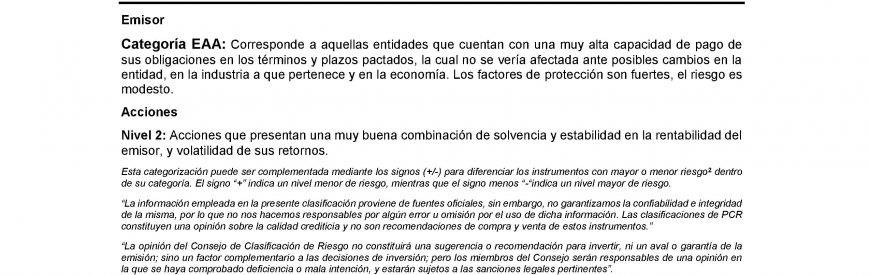 Emisor
Categoría EAA: Corresponde a aquellas entidades que cuentan con una muy alta capacidad de pago de
sus obligaciones en los términos y plazos pactados, la cual no se vería afectada ante posibles cambios en la
entidad, en la industria a que pertenece y en la economía. Los factores de protección son fuertes, el riesgo es
modesto.
Acciones
Nivel 2: Acciones que presentan una muy buena combinación de solvencia y estabilidad en la rentabilidad del
emisor, y volatilidad de sus retornos.
Esta categorización puede ser complementada mediante los signos (+/-) para diferenciar los instrumentos con mayor o menor riesgo² dentro
de su categoría. El signo “+” indica un nivel menor de riesgo, mientras que el signo menos “-“indica un nivel mayor de riesgo.
“La información empleada en la presente clasificación proviene de fuentes oficiales, sin embargo, no garantizamos la confiabilidad e integridad
de la misma, por lo que no nos hacemos responsables por algún error u omisión por el uso de dicha información. Las clasificaciones de PCR
constituyen una opinión sobre la calidad crediticia y no son recomendaciones de compra y venta de estos instrumentos.”
“La opinión del Consejo de Clasificación de Riesgo no constituirá una sugerencia o recomendación para invertir, ni un aval o garantía de la
emisión; sino un factor complementario a las decisiones de inversión; pero los miembros del Consejo serán responsables de una opinión en
la que se haya comprobado deficiencia o mala intención, y estarán sujetos a las sanciones legales pertinentes”.